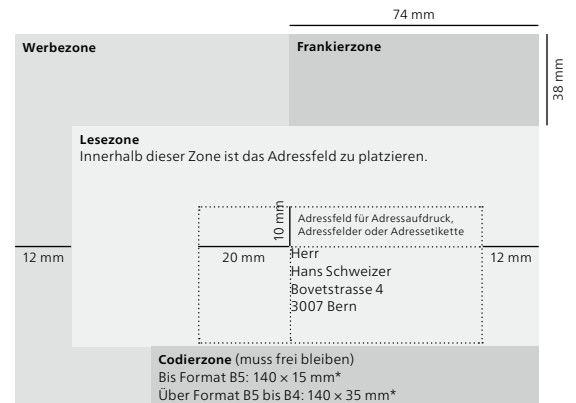 74 mm
Werbezone
Frankierzone
38 mm
Lesezone
Innerhalb dieser Zone ist das Adressfeld zu platzieren.
10 mm
Adressfeld für Adressaufdruck,
Adressfelder oder Adressetikette
12 mm
20 mm
12 mm
Herr
Hans Schweizer
Bovetstrasse 4
3007 Bern
Codierzone (muss frei bleiben)
Bis Format B5: 140 × 15 mm*
Über Format B5 bis B4: 140 × 35 mm*